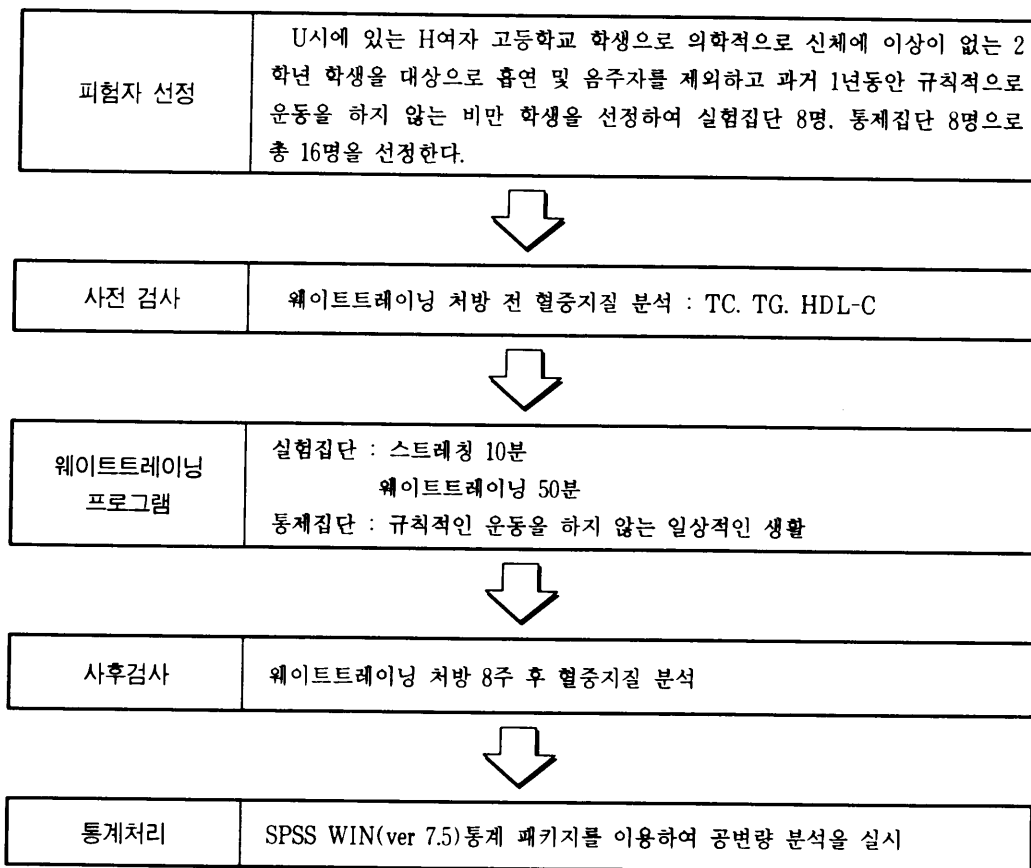 피험자 선정
U시에 있는 H여자 고등학교 학생으로 의학적으로 신체에 이상이 없는 2
학년 학생을 대상으로 흡연 및 음주자를 제외하고 과거 1년동안 규칙적으로
운동을 하지 않는 비만 학생을 선정하여 실험집단 8명. 통제집단 8명으로
총 16명을 선정한다.
사전 검사
웨이트트레이닝 처방 전 혈중지질 분석 : TC. TG. HDL-C
웨이트트레이닝
프로그램
실험집단 : 스트레칭 10분
웨이트트레이닝 50분
통제집단 : 규칙적인 운동을 하지 않는 일상적인 생활
사후검사
웨이트트레이닝 처방 8주 후 혈중지질 분석
통계처리
SPSS WIN(ver 7.5)통계 패키지를 이용하여 공변량 분석을 실시